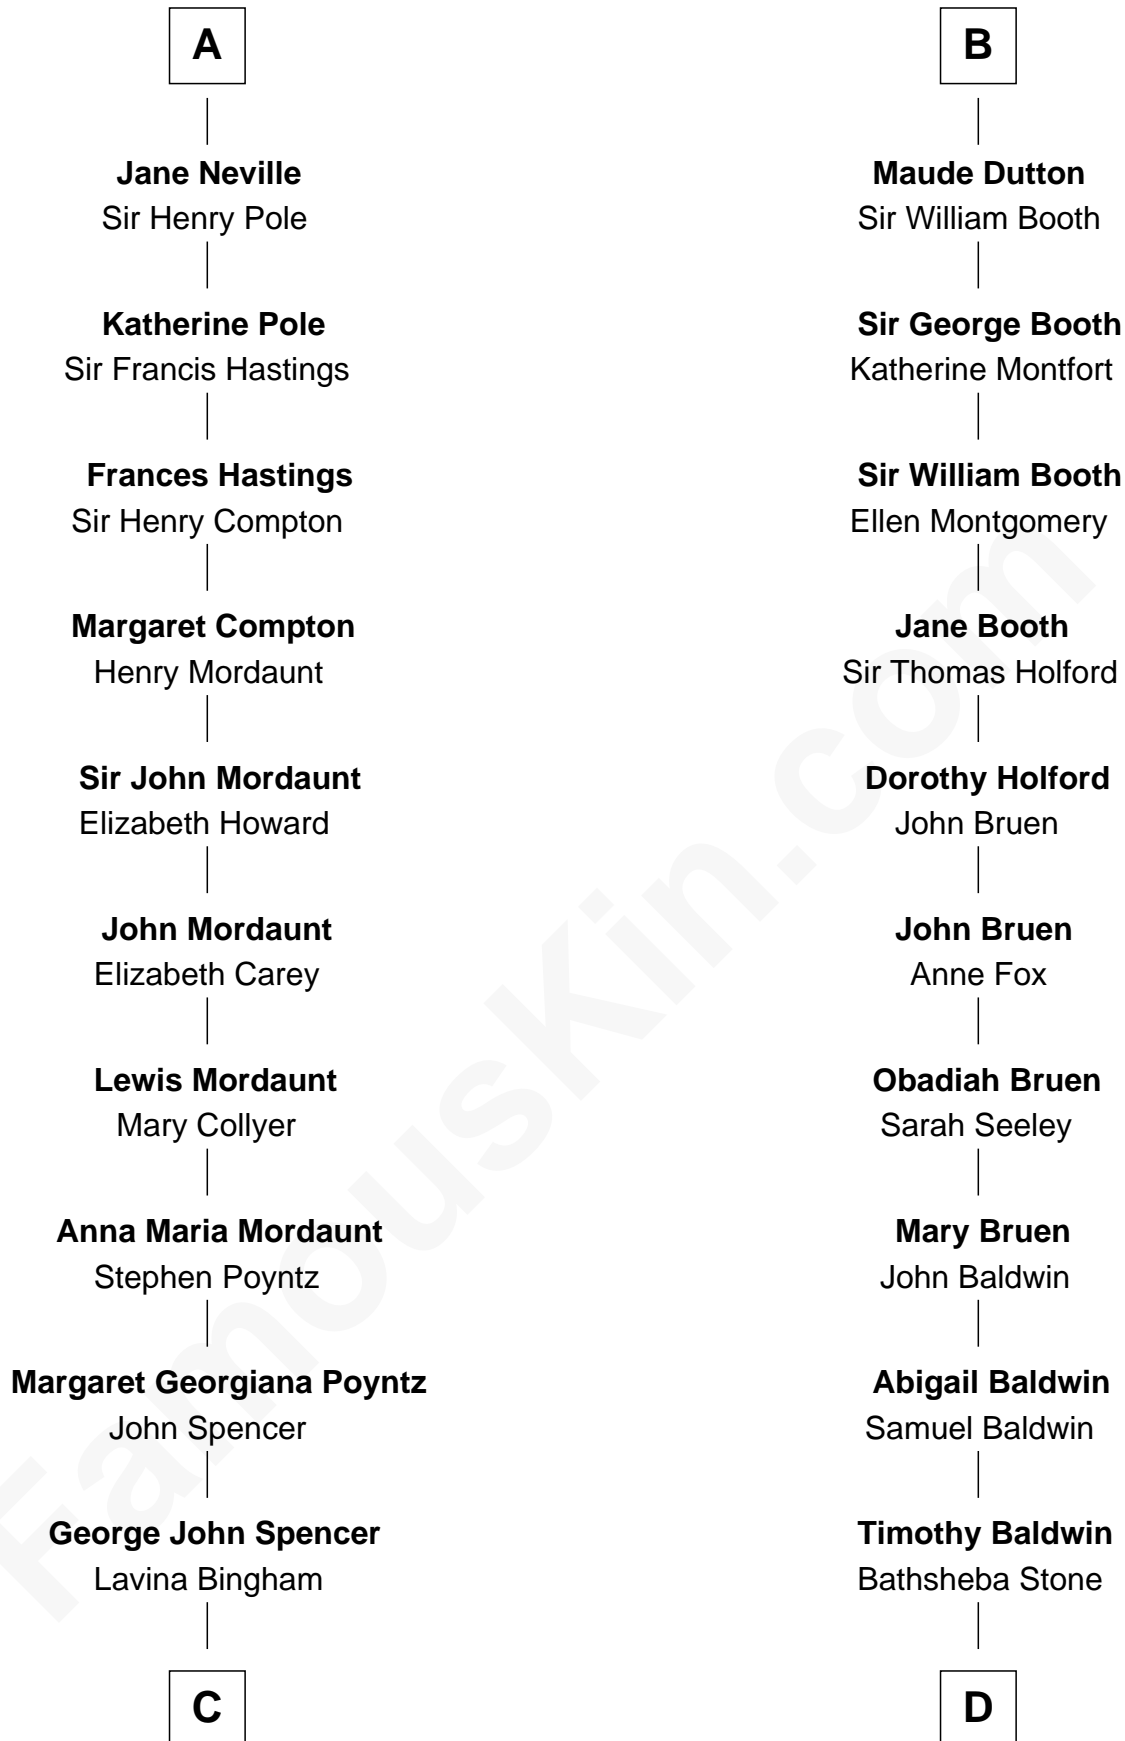 A
Jane Neville
Sir Henry Pole
Katherine Pole
Sir Francis Hastings
Frances Hastings
Sir Henry Compton
Margaret Compton
Henry Mordaunt
Sir John Mordaunt
Elizabeth Howard
John Mordaunt
Elizabeth Carey
Lewis Mordaunt
Mary Collyer
Anna Maria Mordaunt
Stephen Poyntz
Margaret Georgiana Poyntz
John Spencer
George John Spencer
Lavina Bingham
C
B
Maude Dutton
Sir William Booth
Sir George Booth
Katherine Montfort
Sir William Booth
Ellen Montgomery
Jane Booth
Sir Thomas Holford
Dorothy Holford
John Bruen
John Bruen
Anne Fox
Obadiah Bruen
Sarah Seeley
Mary Bruen
John Baldwin
Abigail Baldwin
Samuel Baldwin
Timothy Baldwin
Bathsheba Stone
D
FamousKin.com